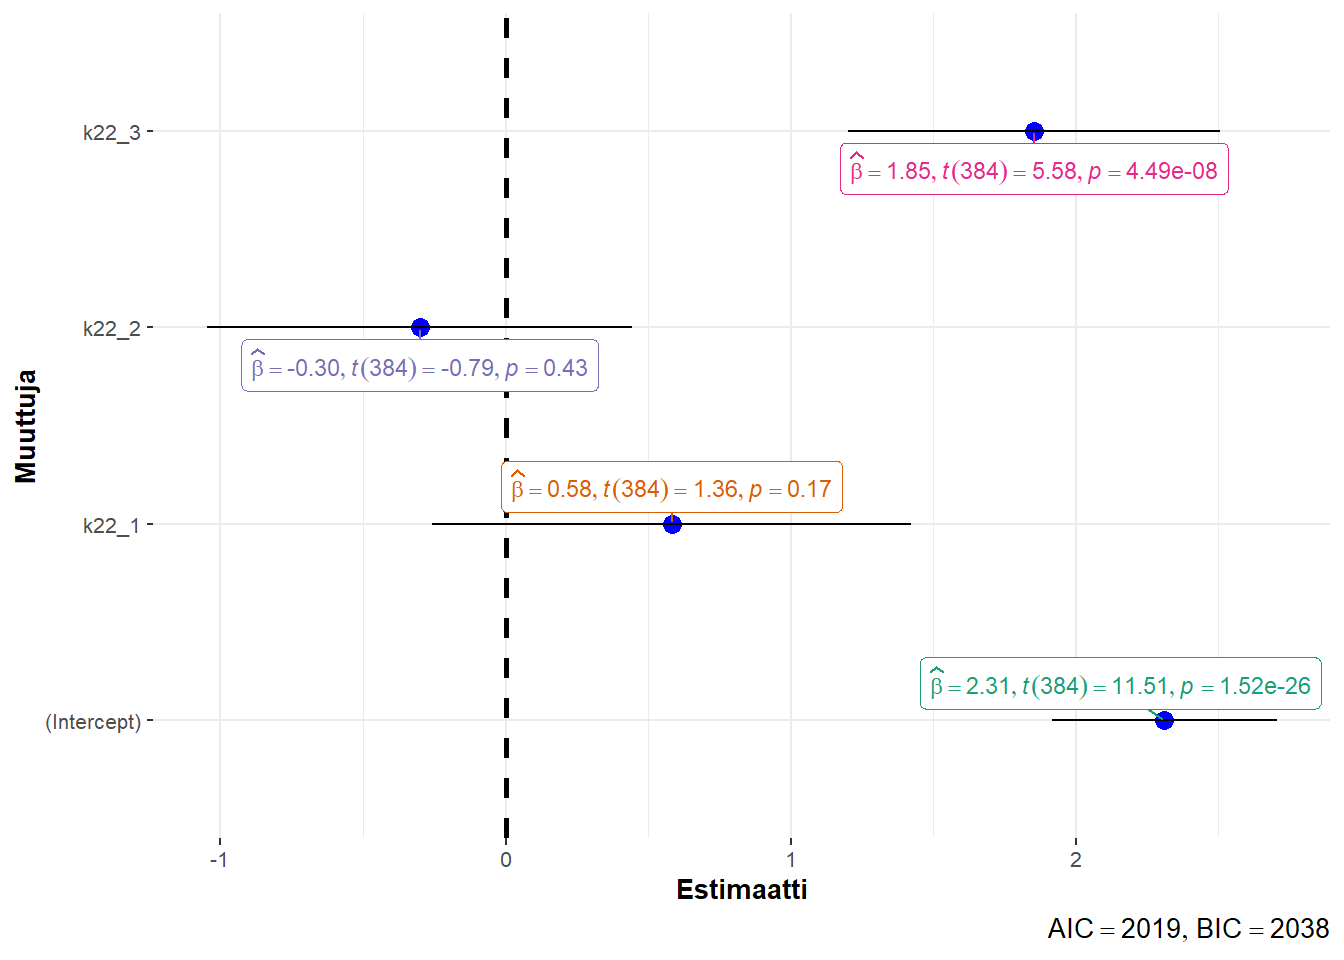 k22_3
β̂ = 1.85, t(384) = 5.58, p = 4.49e-08
k22_2
β̂ = -0.30, t(384) = -0.79, p = 0.43
Muuttuja
β̂ = 0.58, t(384) = 1.36, p = 0.17
k22_1
β̂ = 2.31, t(384) = 11.51, p = 1.52e-26
(Intercept)
-1 0 1 2
Estimaatti
AIC = 2019, BIC = 2038